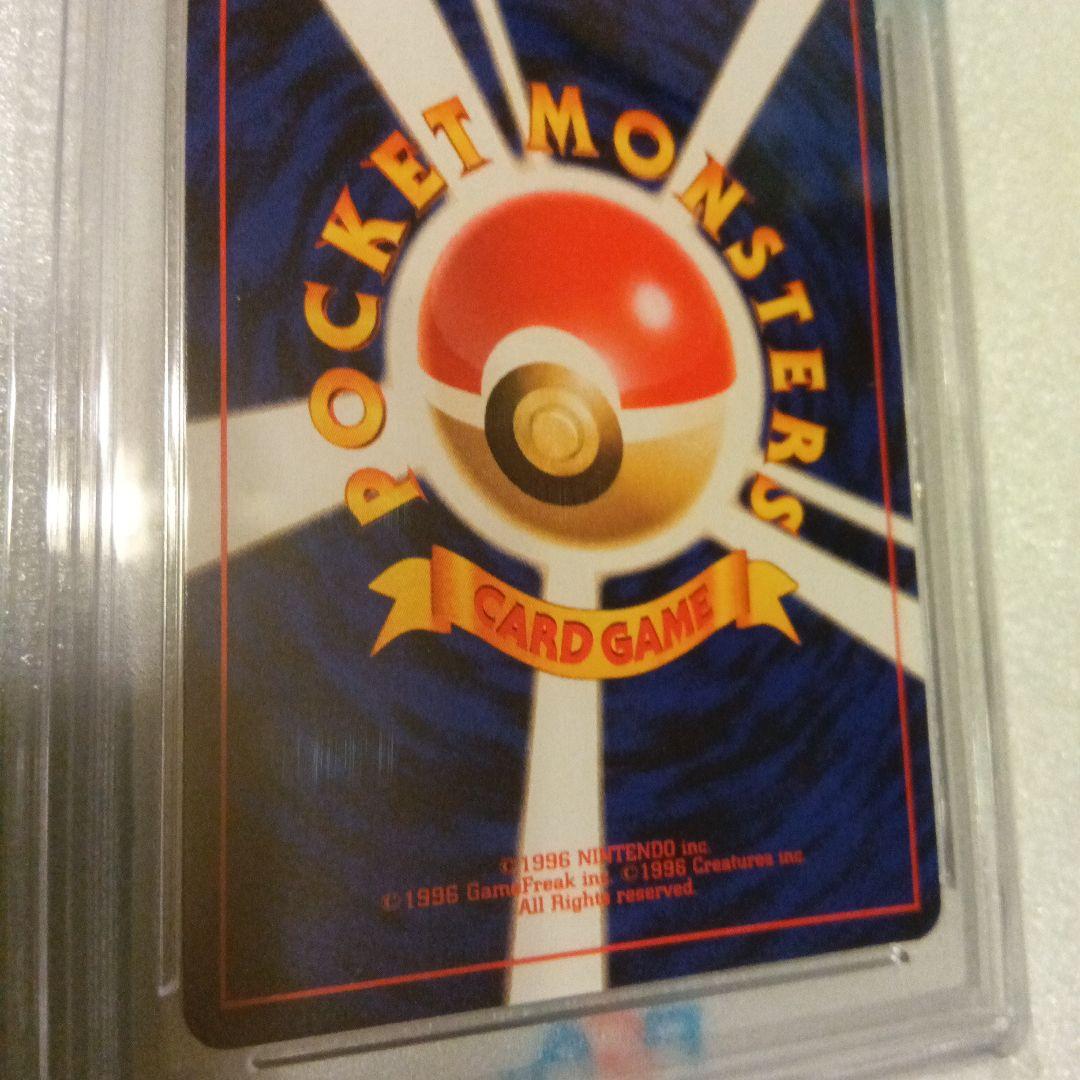 POCKET MONSTERS
CARD GAME
©1996 NINTENDO inc.
©1996 GameFreak inc. ©1996 Creatures inc.
All Rights reserved.